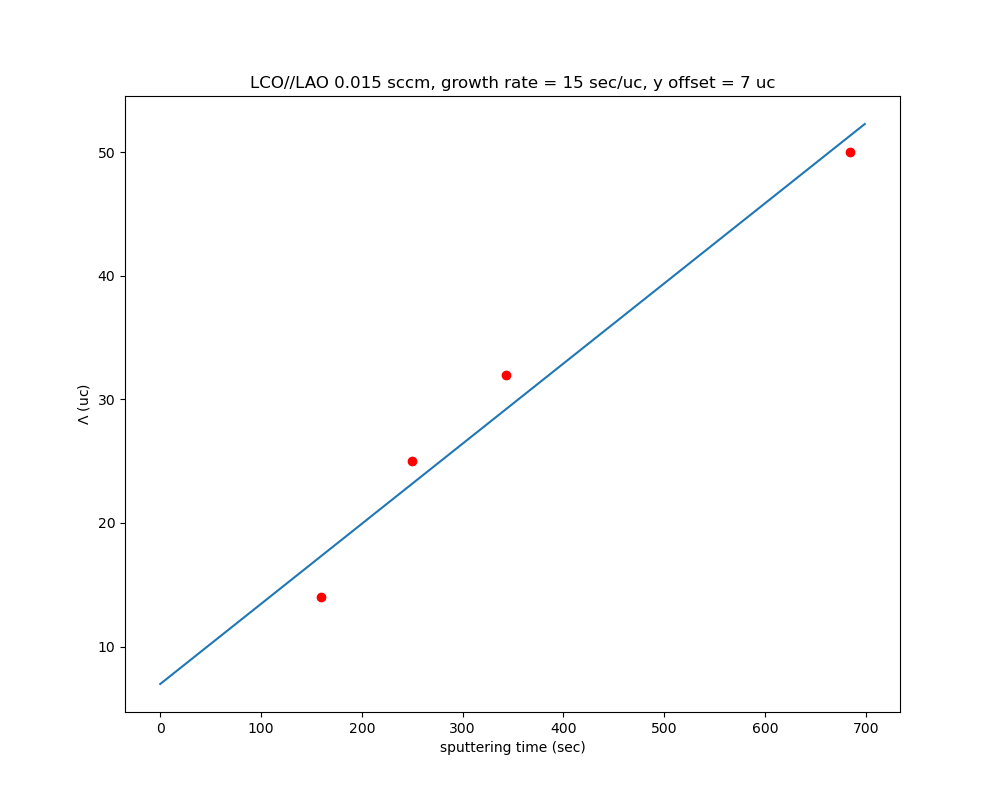 LCO//LAO 0.015 sccm, growth rate = 15 sec/uc, y offset = 7 uc
50
40
30
20
10
Λ (uc)
0 100 200 300 400 500 600 700
sputtering time (sec)